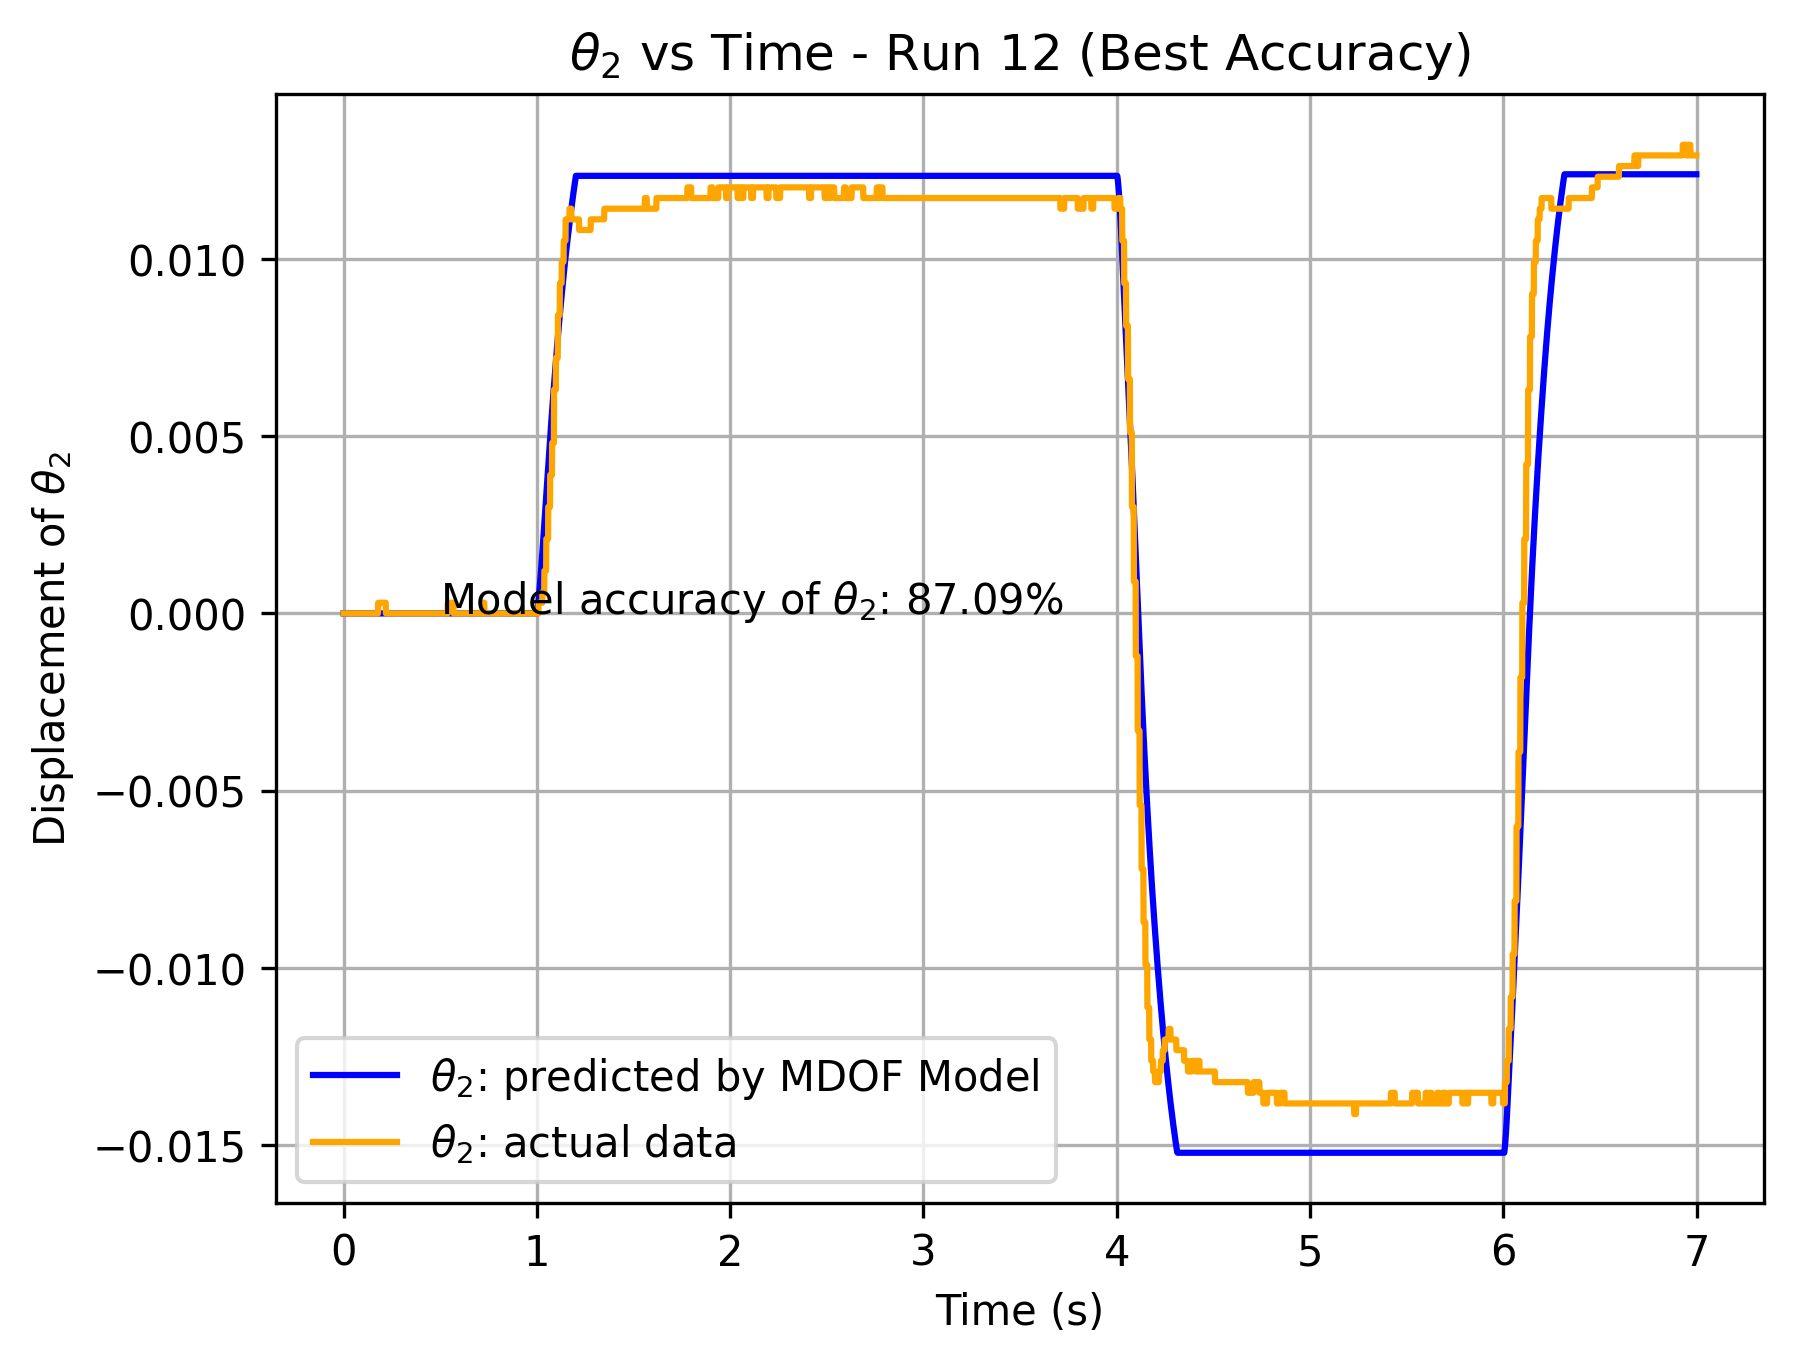 θ₂ vs Time - Run 12 (Best Accuracy)
Displacement of θ₂
0.010
0.005
0.000
−0.005
−0.010
−0.015
Model accuracy of θ₂: 87.09%
θ₂: predicted by MDOF Model
θ₂: actual data
0 1 2 3 4 5 6 7
Time (s)